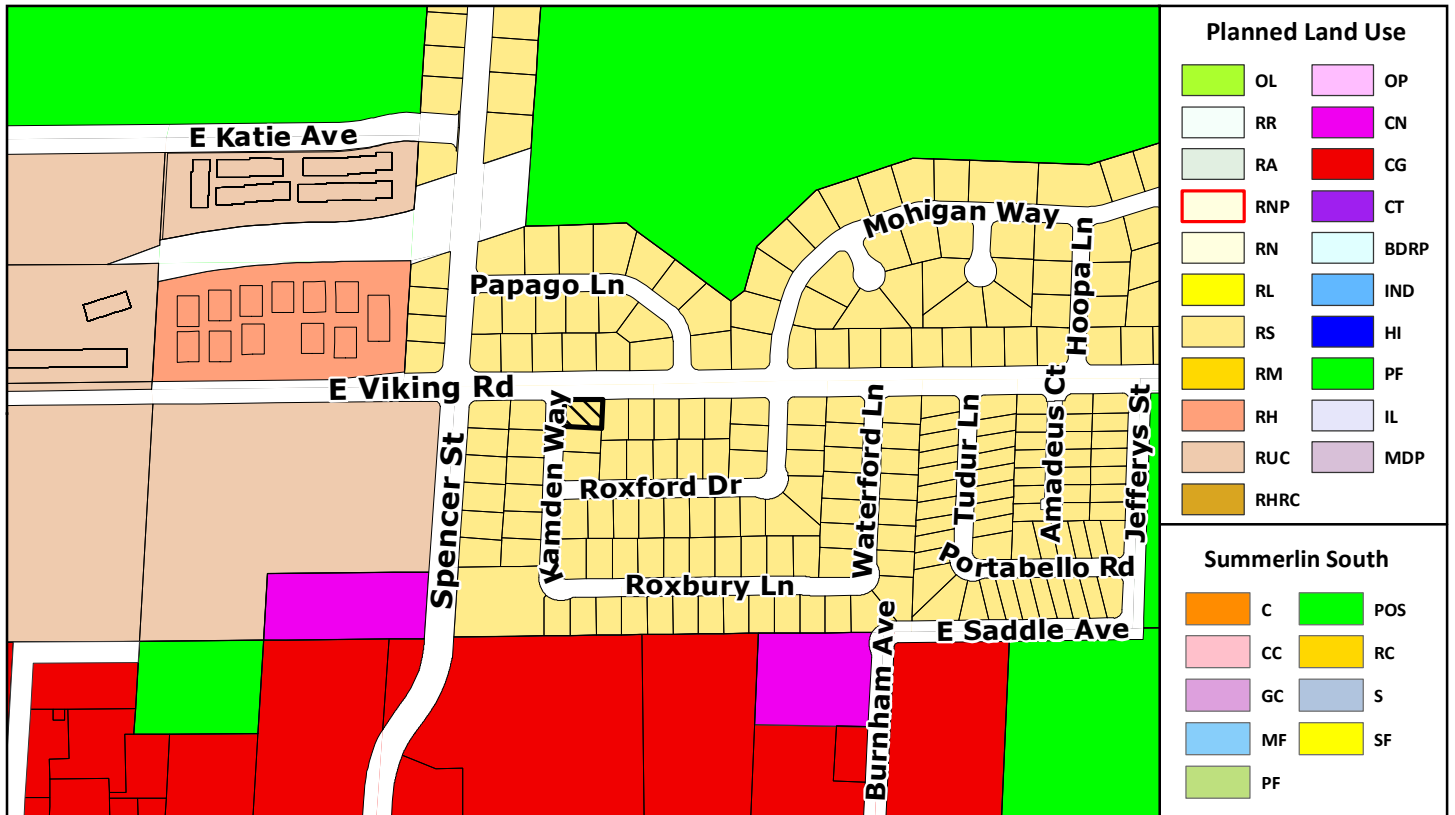 E Katie Ave
Mohigan Way
Hoopa Ln
Papago Ln
E Viking Rd
Kamden Way
Spencer St
Roxford Dr
Waterford Ln
Tudur Ln
Amadeus Ct
Jefferys St
Portabello Rd
Roxbury Ln
Burnham Ave
E Saddle Ave
Planned Land Use
OL
OP
RR
CN
RA
CG
RNP
CT
RN
BDRP
RL
IND
RS
HI
RM
PF
RH
IL
RUC
MDP
RHRC
Summerlin South
C
POS
CC
RC
GC
S
MF
SF
PF